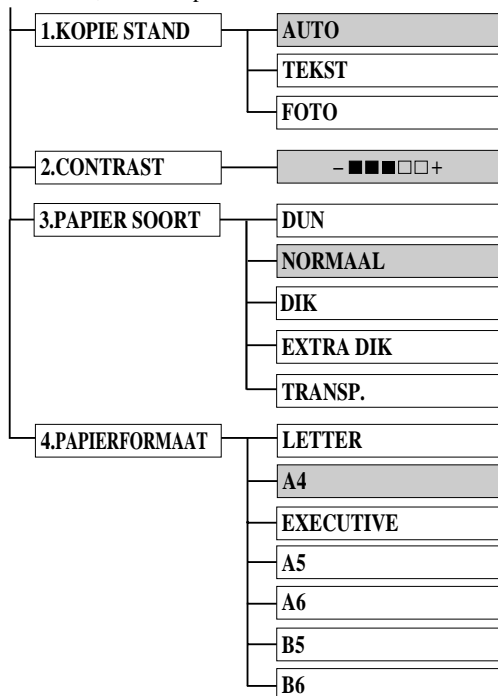 1.KOPIE STAND
AUTO
TEKST
FOTO
2.CONTRAST
– ■■■□□+
3.PAPIER SOORT
DUN
NORMAAL
DIK
EXTRA DIK
TRANSP.
4.PAPIERFORMAAT
LETTER
A4
EXECUTIVE
A5
A6
B5
B6